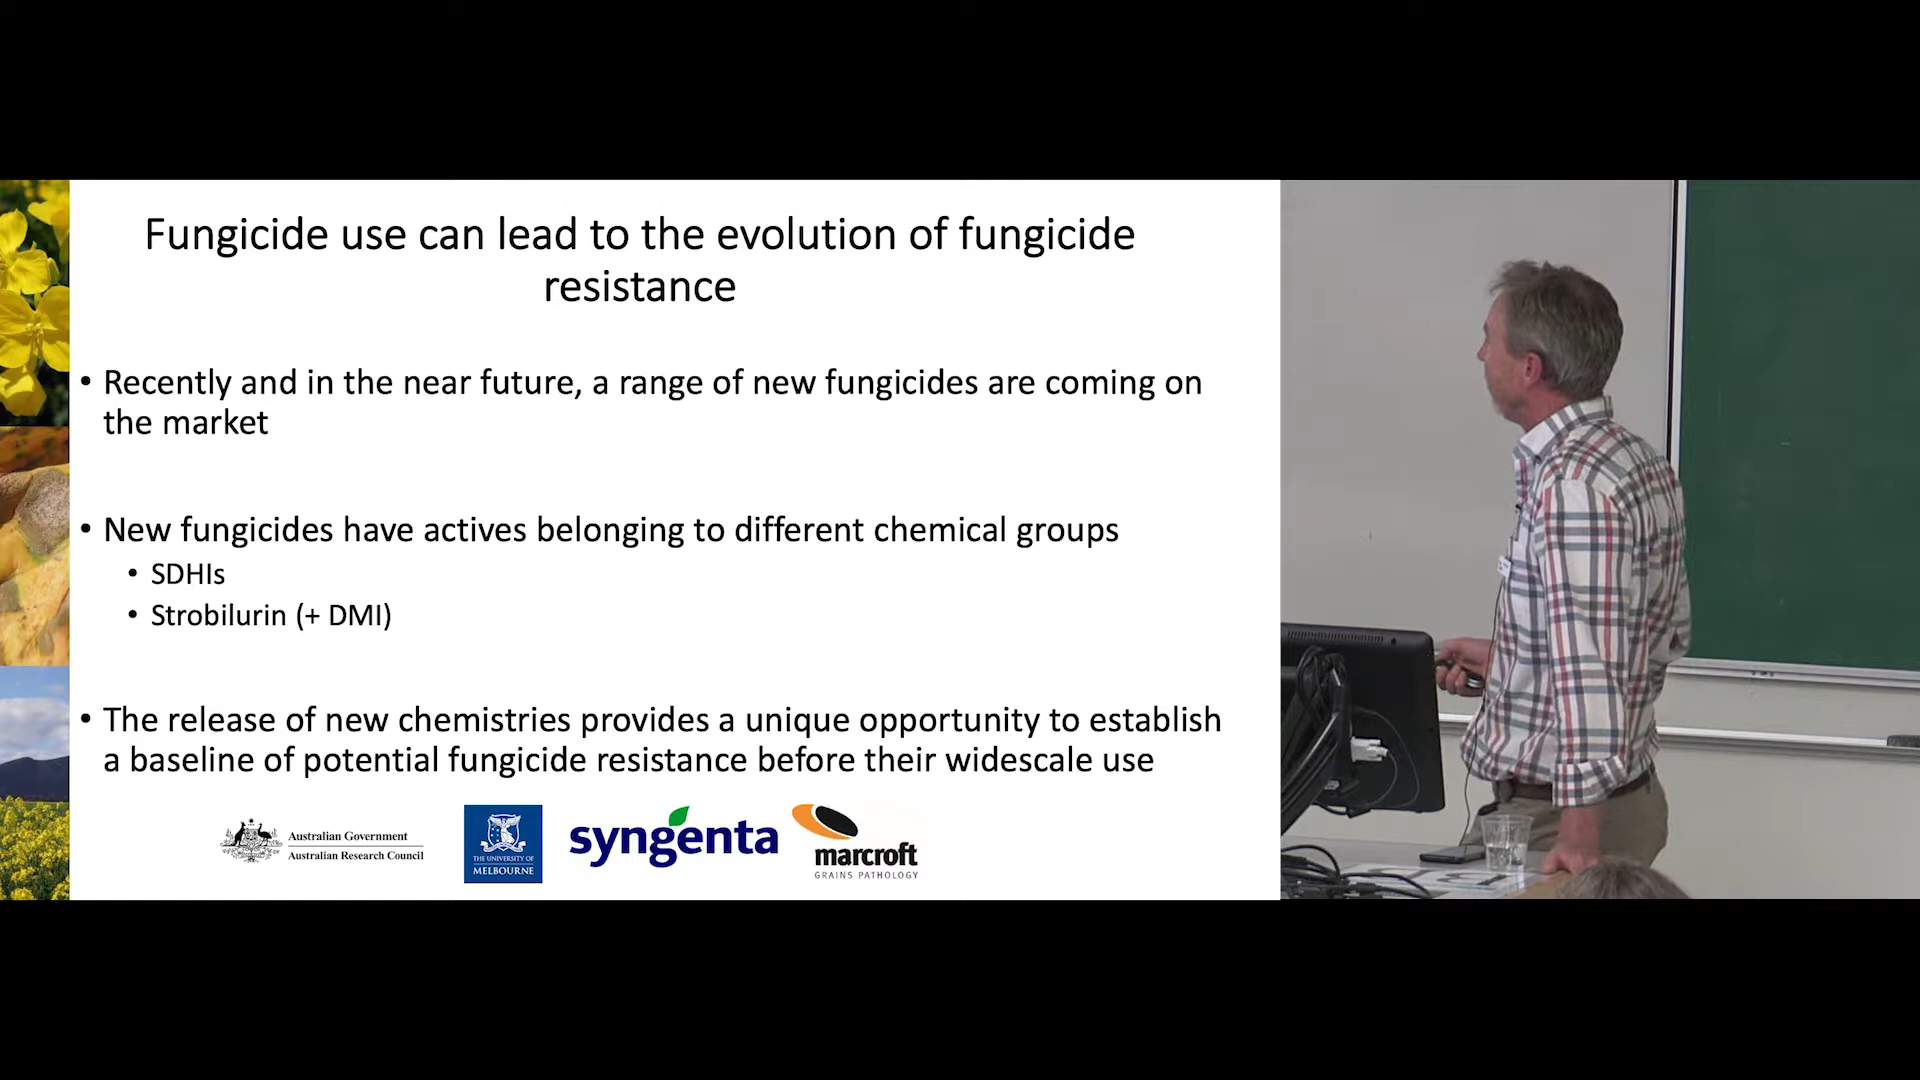 Fungicide use can lead to the evolution of fungicide
resistance
• Recently and in the near future, a range of new fungicides are coming on
the market
• New fungicides have actives belonging to different chemical groups
• SDHIs
• Strobilurin (+ DMI)
• The release of new chemistries provides a unique opportunity to establish
a baseline of potential fungicide resistance before their widescale use
Australian Government
Australian Research Council
THE UNIVERSITY OF
MELBOURNE
syngenta
marcroft
GRAINS PATHOLOGY